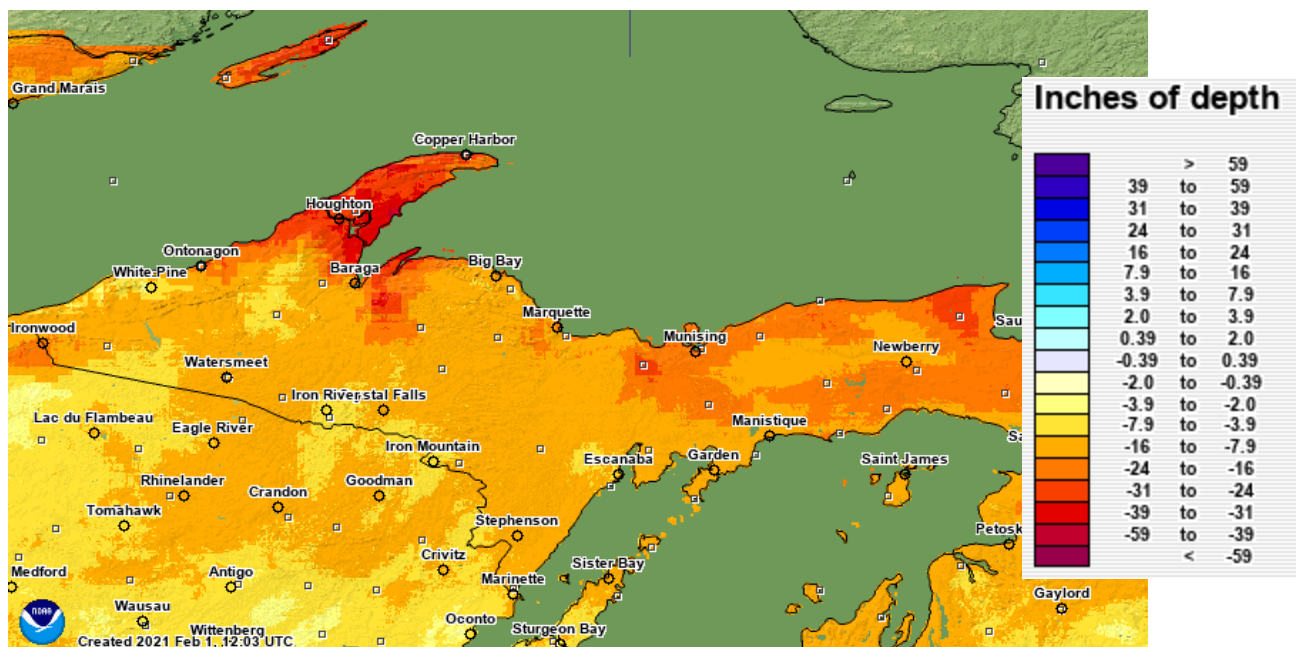 Grand Marais
Copper Harbor
Houghton
Ontonagon
White Pine
Baraga
Big Bay
Marquette
Sau
Ironwood
Munising
Newberry
Watersmeet
Iron River
stal Falls
Lac du Flambeau
Eagle River
Manistique
Iron Mountain
Escanaba
Garden
Saint James
Rhinelander
Crandon
Goodman
Tomahawk
Stephenson
Petosk
Crivitz
Sister Bay
Medford
Antigo
Marinette
Gaylord
Wausau
Oconto
Wittenberg
Sturgeon Bay
NOAA
Created 2021 Feb 1, 12:03 UTC
Inches of depth
> 59
39 to 59
31 to 39
24 to 31
16 to 24
7.9 to 16
3.9 to 7.9
2.0 to 3.9
0.39 to 2.0
-0.39 to 0.39
-2.0 to -0.39
-3.9 to -2.0
-7.9 to -3.9
-16 to -7.9
-24 to -16
-31 to -24
-39 to -31
-59 to -39
< -59